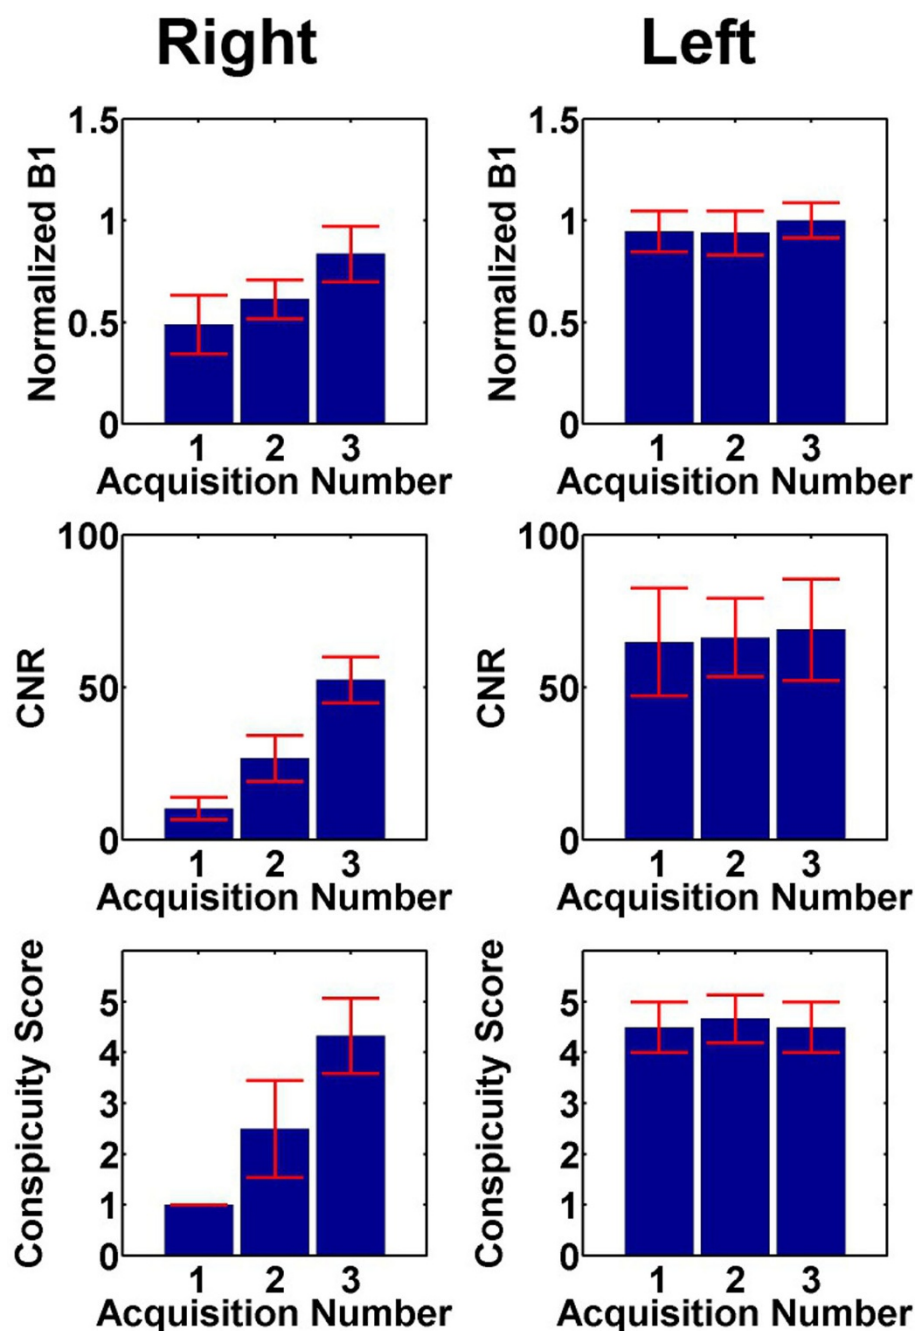 Right Left
Normalized B1
1.5
1
0.5
0
1 2 3
Acquisition Number
Normalized B1
1.5
1
0.5
0
1 2 3
Acquisition Number
CNR
100
50
0
1 2 3
Acquisition Number
CNR
100
50
0
1 2 3
Acquisition Number
Conspicuity Score
5
4
3
2
1
0
1 2 3
Acquisition Number
Conspicuity Score
5
4
3
2
1
0
1 2 3
Acquisition Number